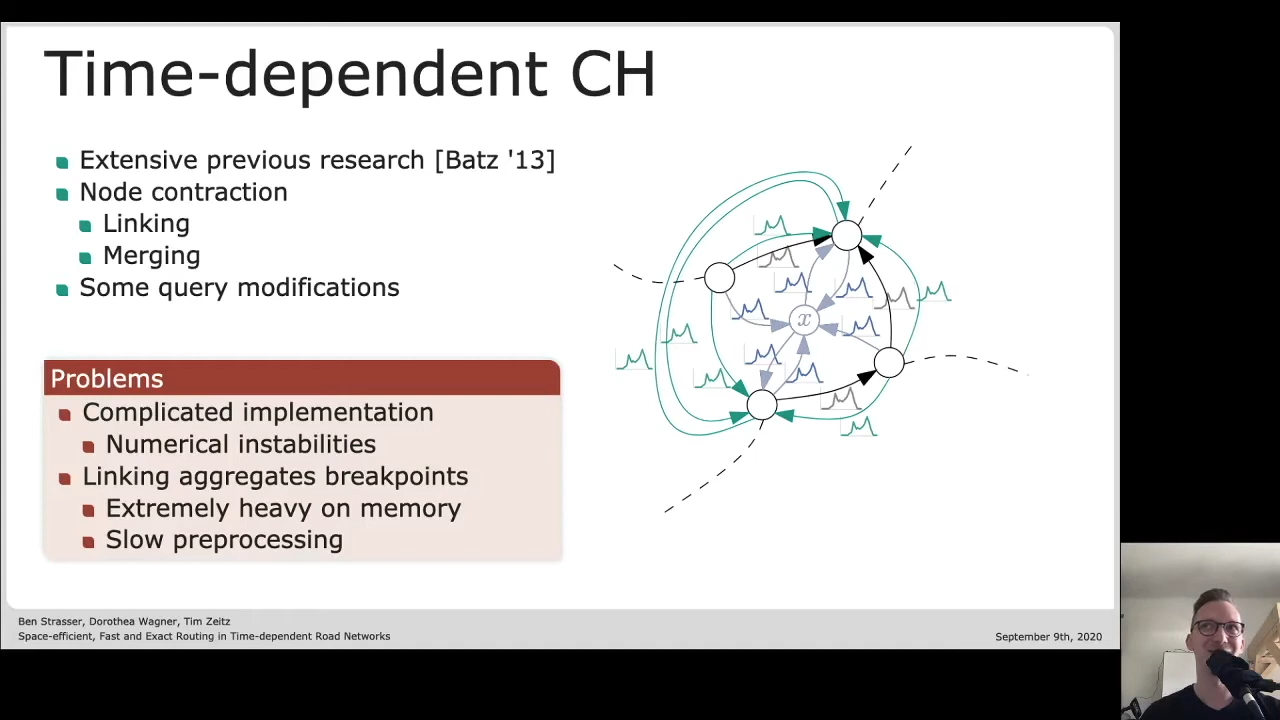 Time-dependent CH
Extensive previous research [Batz '13]
Node contraction
Linking
Merging
Some query modifications
Problems
Complicated implementation
Numerical instabilities
Linking aggregates breakpoints
Extremely heavy on memory
Slow preprocessing
x
Ben Strasser, Dorothea Wagner, Tim Zeitz
Space-efficient, Fast and Exact Routing in Time-dependent Road Networks
September 9th, 2020